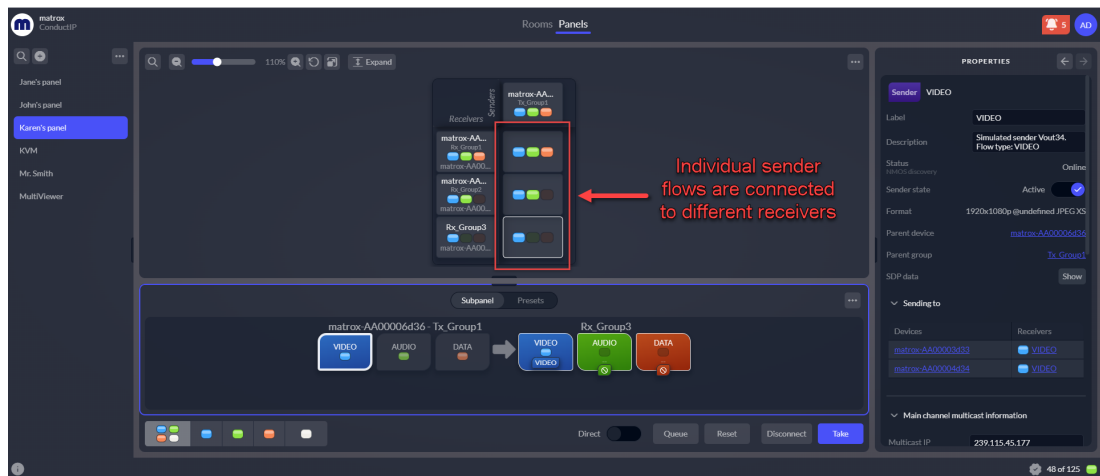 matrox
ConductIP
Rooms Panels
5
AD
Jane's panel
John's panel
Karen's panel
KVM
Mr. Smith
MultiViewer
110%
Expand
Senders
Receivers
matrox-AA...
Tx_Group1
matrox-AA...
Rx_Group1
matrox-AA00...
matrox-AA...
Rx_Group2
matrox-AA00...
Rx_Group3
matrox-AA00...
Individual sender
flows are connected
to different receivers
Subpanel Presets
matrox-AA00006d36 - Tx_Group1
VIDEO AUDIO DATA
Rx_Group3
VIDEO AUDIO DATA
VIDEO
Direct Queue Reset Disconnect Take
PROPERTIES
Sender VIDEO
Label VIDEO
Description Simulated sender Vout34.
Flow type: VIDEO
Status Online
NMOS discovery
Sender state Active
Format 1920x1080p @undefined JPEG XS
Parent device matrox-AA00006d36
Parent group Tx_Group1
SDP data Show
Sending to
Devices Receivers
matrox-AA00003d33 VIDEO
matrox-AA00004d34 VIDEO
Main channel multicast information
Multicast IP 239.115.45.177
48 of 125